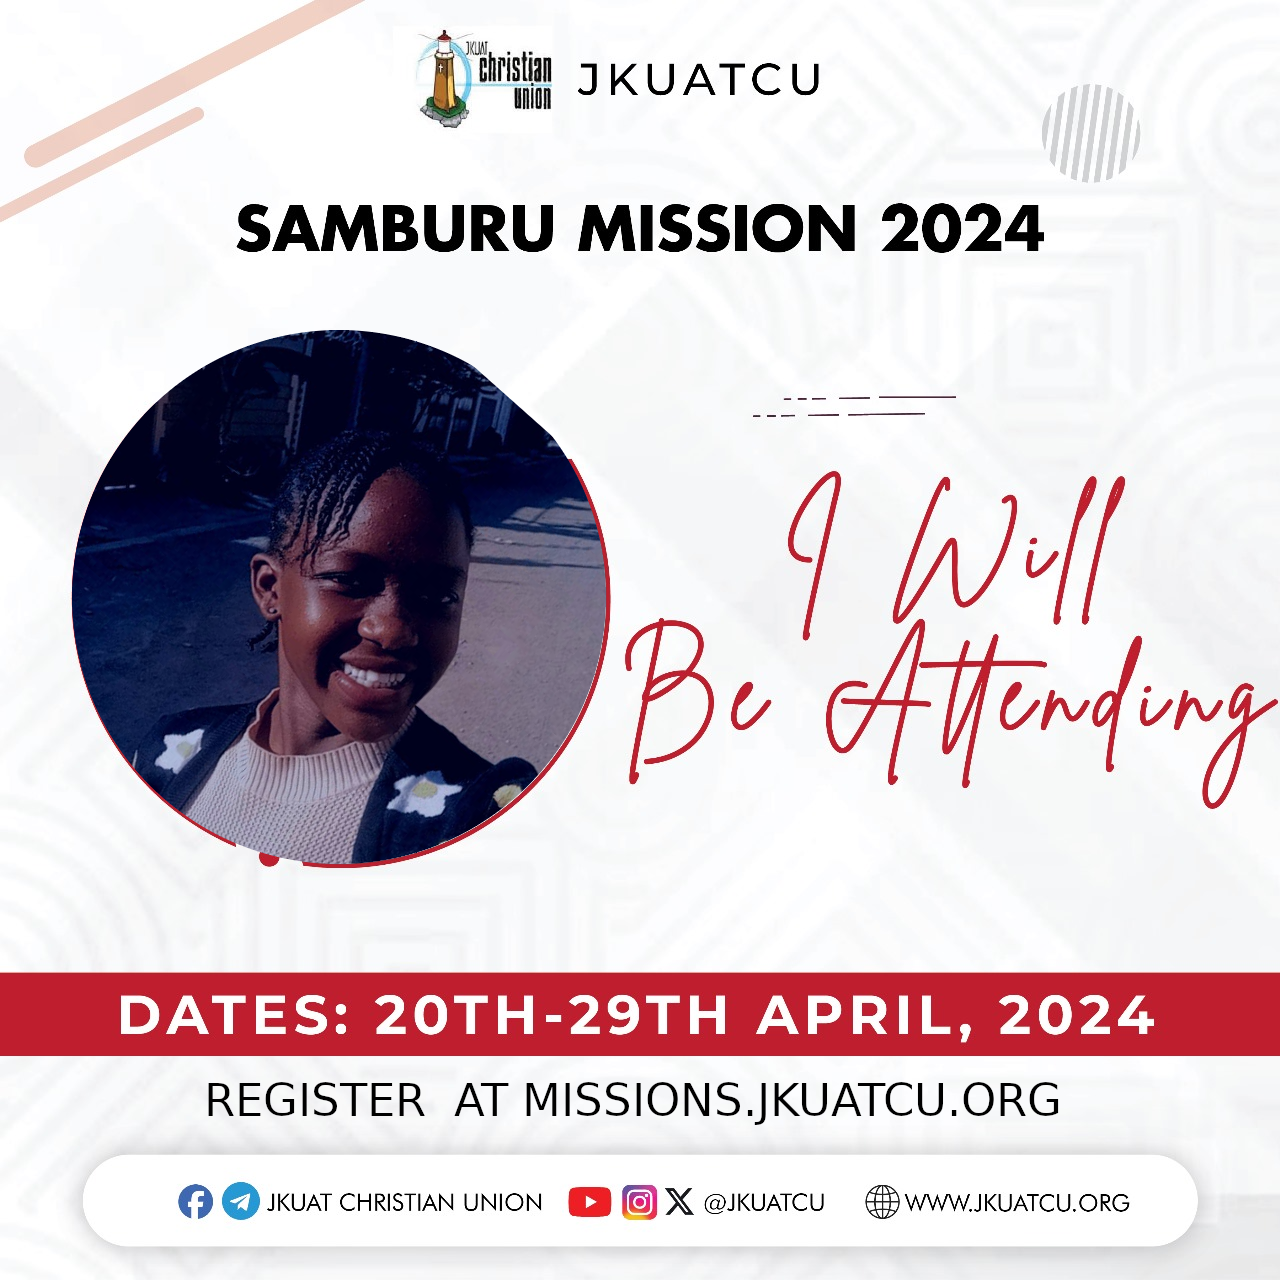 JKUAT
christian
union
JKUATCU
SAMBURU MISSION 2024
I Will
Be Attending
DATES: 20TH-29TH APRIL, 2024
REGISTER  AT MISSIONS.JKUATCU.ORG
JKUAT CHRISTIAN UNION @JKUATCU WWW.JKUATCU.ORG